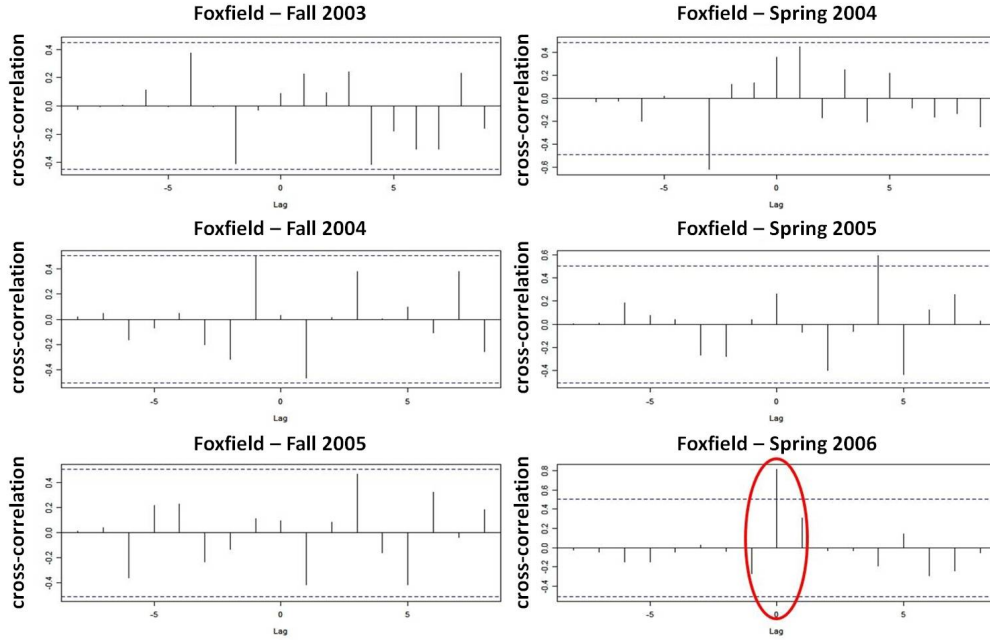 Foxfield – Fall 2003
cross-correlation
0.4
0.2
0.0
-0.2
-0.4
-5
0
5
Lag
Foxfield – Spring 2004
cross-correlation
0.4
0.2
0.0
-0.2
-0.4
-0.6
-5
0
5
Lag
Foxfield – Fall 2004
cross-correlation
0.4
0.2
0.0
-0.2
-0.4
-5
0
5
Lag
Foxfield – Spring 2005
cross-correlation
0.6
0.4
0.2
0.0
-0.2
-0.4
-5
0
5
Lag
Foxfield – Fall 2005
cross-correlation
0.4
0.2
0.0
-0.2
-0.4
-5
0
5
Lag
Foxfield – Spring 2006
cross-correlation
0.8
0.6
0.4
0.2
0.0
-0.2
-0.4
-5
0
5
Lag